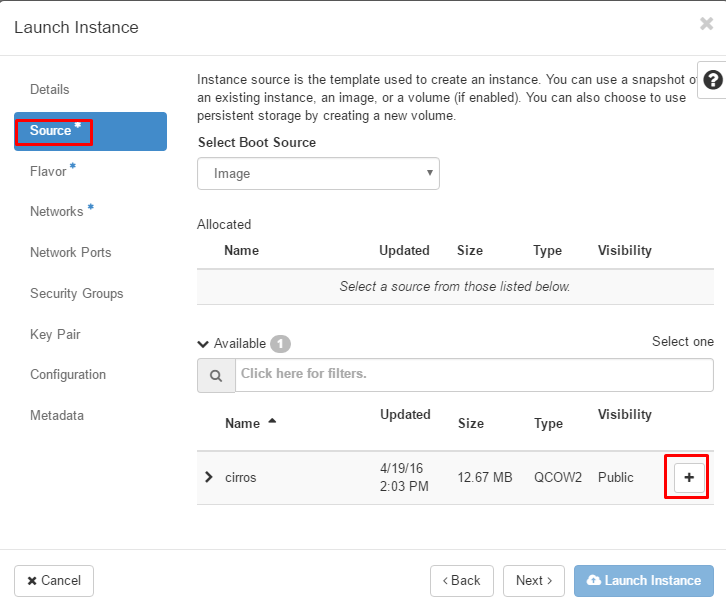 Launch Instance
×
Details
Source *
Flavor *
Networks *
Network Ports
Security Groups
Key Pair
Configuration
Metadata
Instance source is the template used to create an instance. You can use a snapshot of
an existing instance, an image, or a volume (if enabled). You can also choose to use
persistent storage by creating a new volume.
?
Select Boot Source
Image
Allocated
Name Updated Size Type Visibility
Select a source from those listed below.
Available 1 Select one
Click here for filters.
Name Updated Size Type Visibility
cirros 4/19/16 12.67 MB QCOW2 Public +
2:03 PM
× Cancel < Back Next > Launch Instance